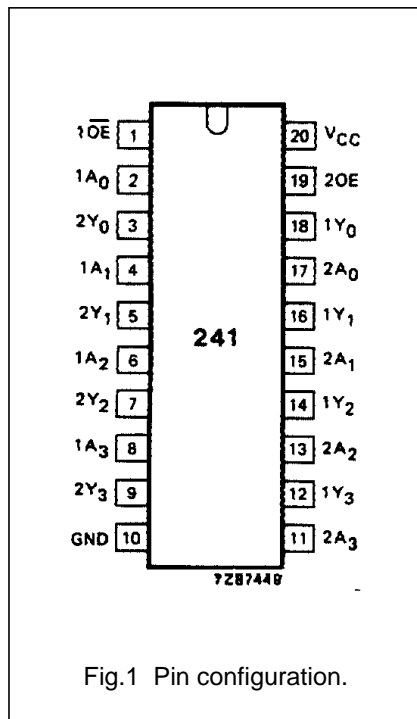 1O̅E̅ 1 20 VCC
1A0 2 19 2OE
2Y0 3 18 1Y0
1A1 4 17 2A0
2Y1 5 16 1Y1
241
1A2 6 15 2A1
2Y2 7 14 1Y2
1A3 8 13 2A2
2Y3 9 12 1Y3
GND 10 11 2A3
Fig.1 Pin configuration.